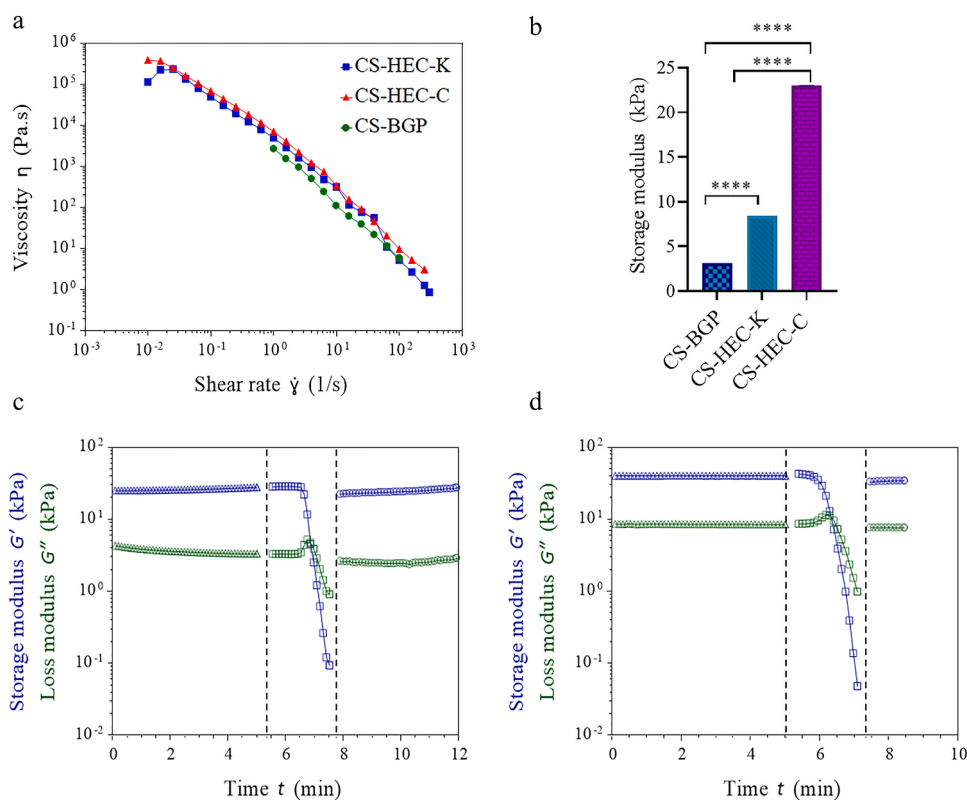 a
10^6
10^5
10^4
10^3
10^2
10^1
10^0
10^-1
Viscosity η (Pa.s)
CS-HEC-K
CS-HEC-C
CS-BGP
10^-3 10^-2 10^-1 10^0 10^1 10^2 10^3
Shear rate γ̇ (1/s)
b
****
****
****
25
20
15
10
5
0
Storage modulus (kPa)
CS-BGP
CS-HEC-K
CS-HEC-C
c
10^2
10^1
10^0
10^-1
10^-2
Storage modulus G′ (kPa)
Loss modulus G″ (kPa)
0 2 4 6 8 10 12
Time t (min)
d
10^2
10^1
10^0
10^-1
10^-2
Storage modulus G′ (kPa)
Loss modulus G″ (kPa)
0 2 4 6 8 10
Time t (min)